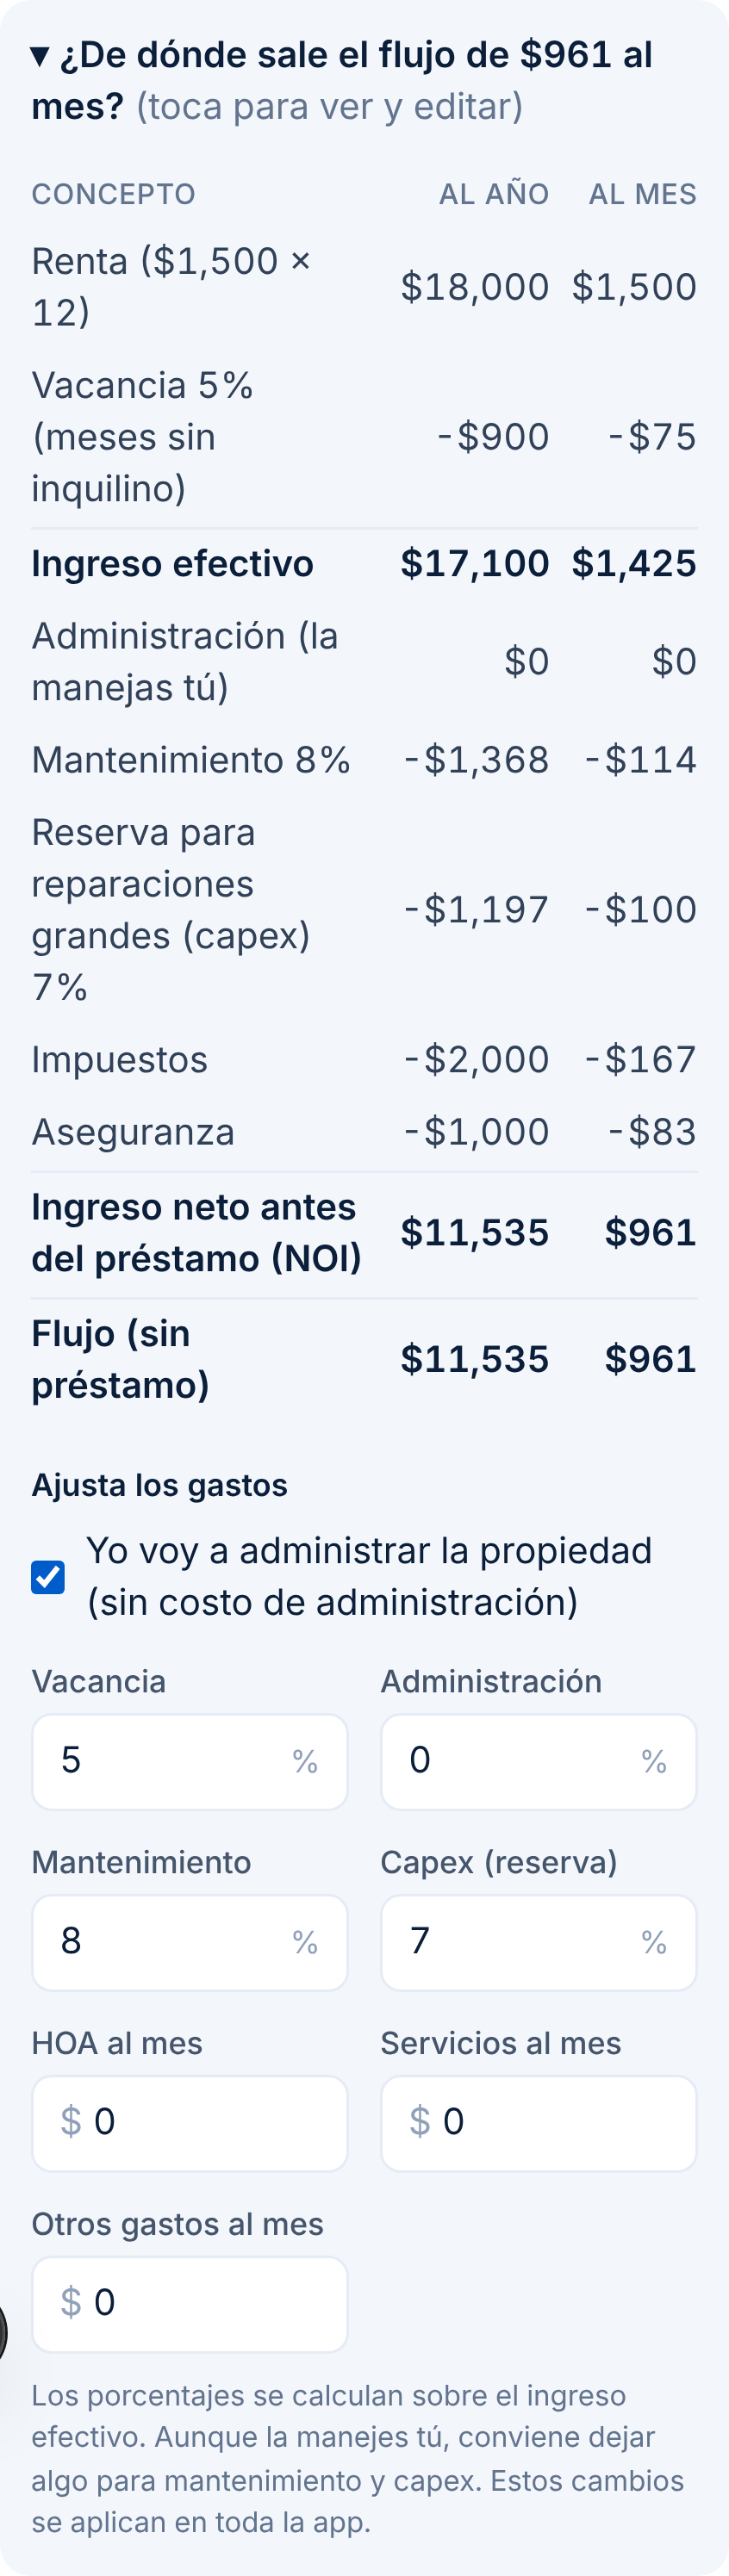 ▼ ¿De dónde sale el flujo de $961 al
mes? (toca para ver y editar)
CONCEPTO AL AÑO AL MES
Renta ($1,500 ×
12) $18,000 $1,500
Vacancia 5%
(meses sin
inquilino) -$900 -$75
Ingreso efectivo $17,100 $1,425
Administración (la
manejas tú) $0 $0
Mantenimiento 8% -$1,368 -$114
Reserva para
reparaciones
grandes (capex)
7% -$1,197 -$100
Impuestos -$2,000 -$167
Aseguranza -$1,000 -$83
Ingreso neto antes
del préstamo (NOI) $11,535 $961
Flujo (sin
préstamo) $11,535 $961
Ajusta los gastos
Yo voy a administrar la propiedad
(sin costo de administración)
Vacancia Administración
5 % 0 %
Mantenimiento Capex (reserva)
8 % 7 %
HOA al mes Servicios al mes
$ 0 $ 0
Otros gastos al mes
$ 0
Los porcentajes se calculan sobre el ingreso
efectivo. Aunque la manejes tú, conviene dejar
algo para mantenimiento y capex. Estos cambios
se aplican en toda la app.